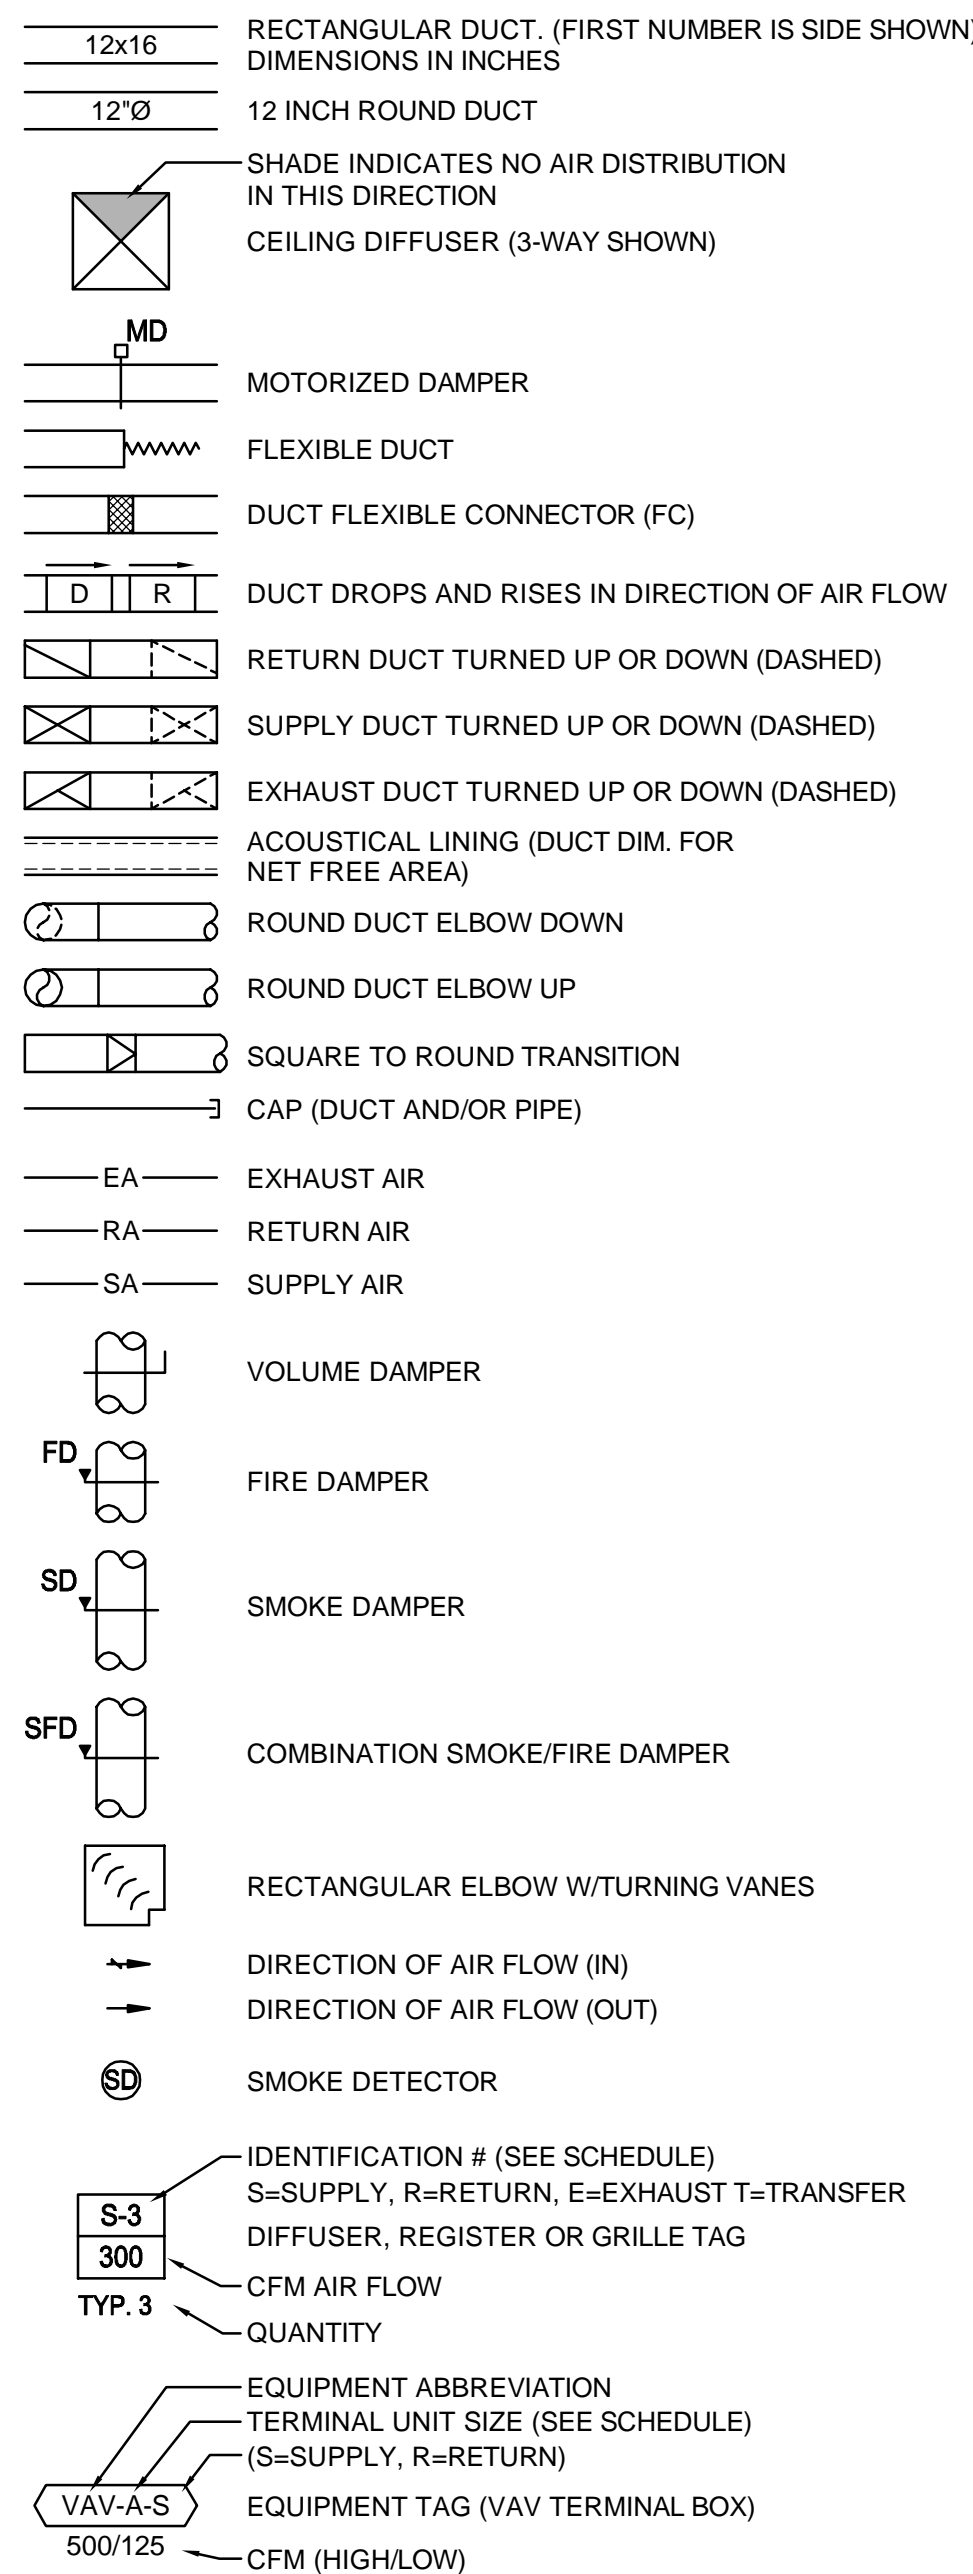 12x16
RECTANGULAR DUCT. (FIRST NUMBER IS SIDE SHOWN)
DIMENSIONS IN INCHES
12"Ø
12 INCH ROUND DUCT
SHADE INDICATES NO AIR DISTRIBUTION
IN THIS DIRECTION
CEILING DIFFUSER (3-WAY SHOWN)
MD
MOTORIZED DAMPER
FLEXIBLE DUCT
DUCT FLEXIBLE CONNECTOR (FC)
D R
DUCT DROPS AND RISES IN DIRECTION OF AIR FLOW
RETURN DUCT TURNED UP OR DOWN (DASHED)
SUPPLY DUCT TURNED UP OR DOWN (DASHED)
EXHAUST DUCT TURNED UP OR DOWN (DASHED)
ACOUSTICAL LINING (DUCT DIM. FOR
NET FREE AREA)
ROUND DUCT ELBOW DOWN
ROUND DUCT ELBOW UP
SQUARE TO ROUND TRANSITION
CAP (DUCT AND/OR PIPE)
EA
EXHAUST AIR
RA
RETURN AIR
SA
SUPPLY AIR
VOLUME DAMPER
FD
FIRE DAMPER
SD
SMOKE DAMPER
SFD
COMBINATION SMOKE/FIRE DAMPER
RECTANGULAR ELBOW W/TURNING VANES
DIRECTION OF AIR FLOW (IN)
DIRECTION OF AIR FLOW (OUT)
SD
SMOKE DETECTOR
IDENTIFICATION # (SEE SCHEDULE)
S=SUPPLY, R=RETURN, E=EXHAUST T=TRANSFER
S-3
DIFFUSER, REGISTER OR GRILLE TAG
300
CFM AIR FLOW
TYP. 3
QUANTITY
EQUIPMENT ABBREVIATION
TERMINAL UNIT SIZE (SEE SCHEDULE)
(S=SUPPLY, R=RETURN)
VAV-A-S
EQUIPMENT TAG (VAV TERMINAL BOX)
500/125
CFM (HIGH/LOW)